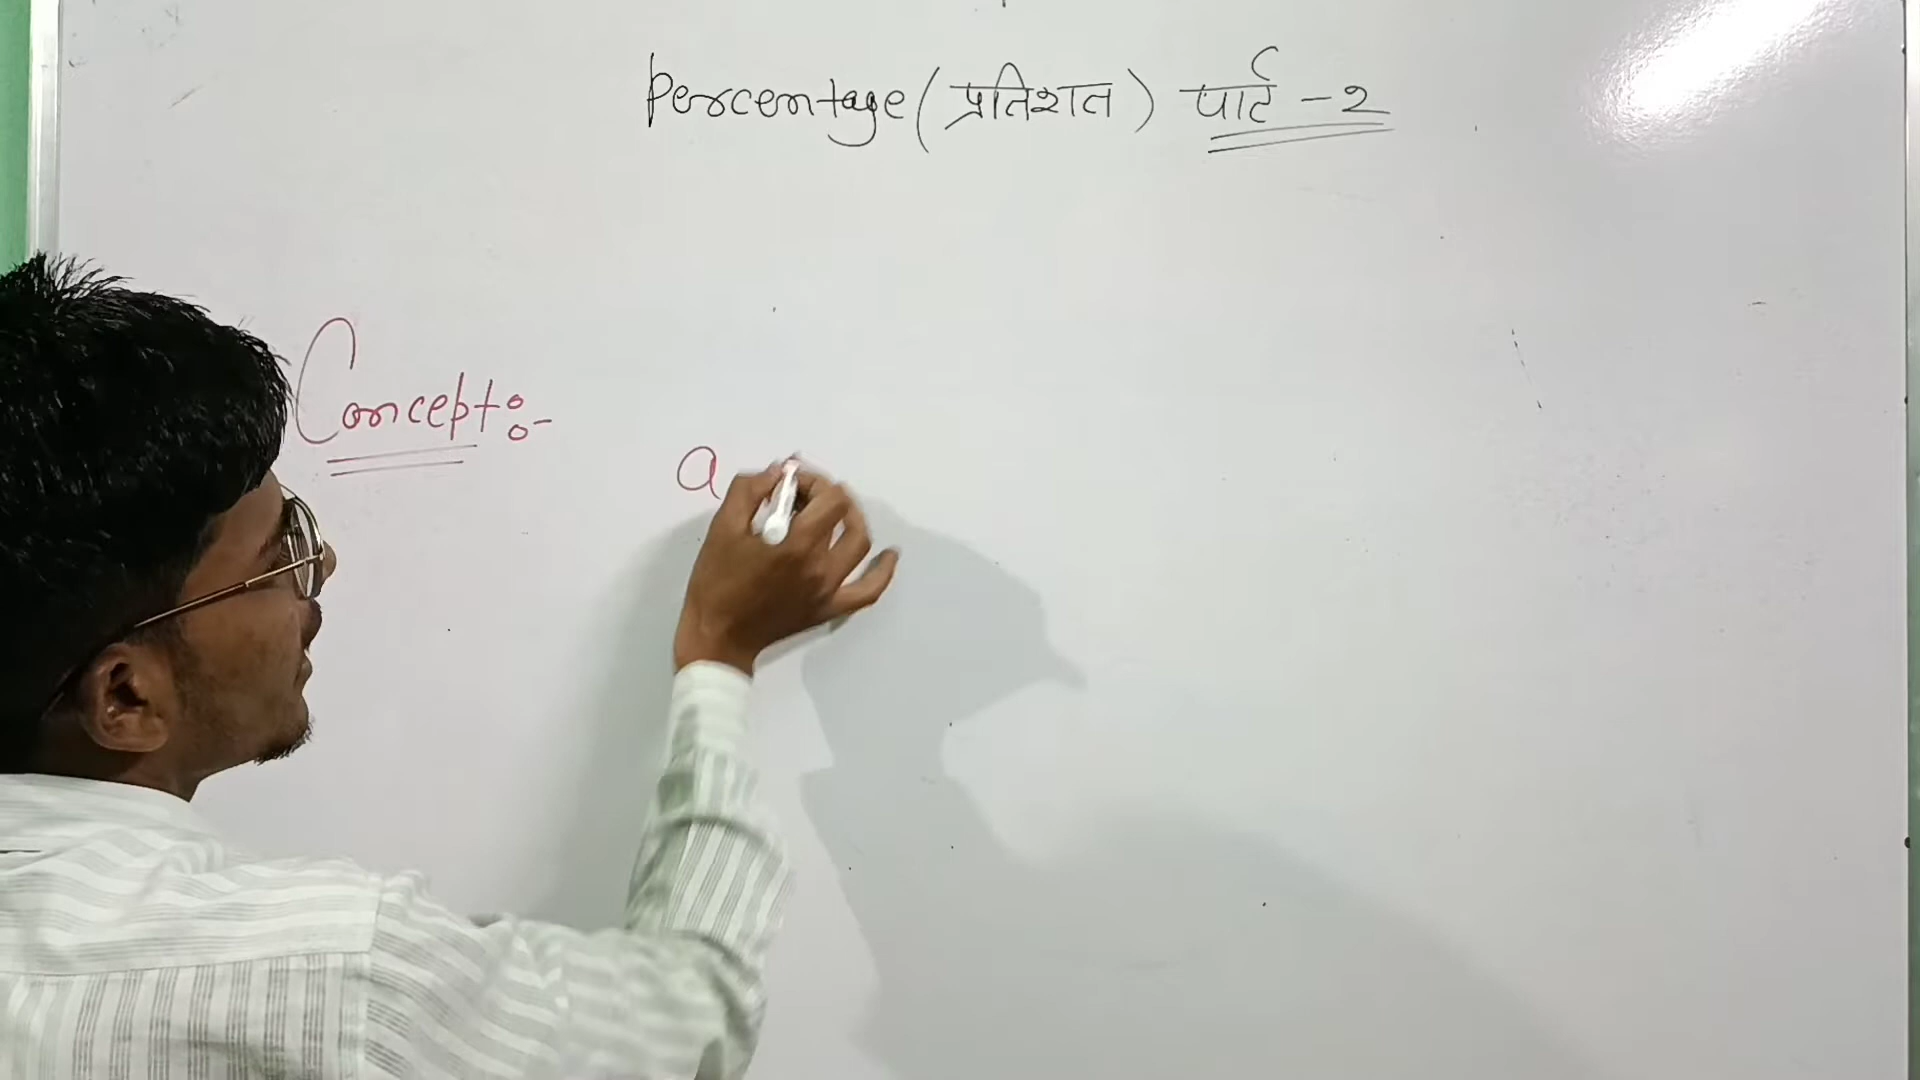 Percentage (प्रतिशत) पार्ट - 2
Concept :-
a